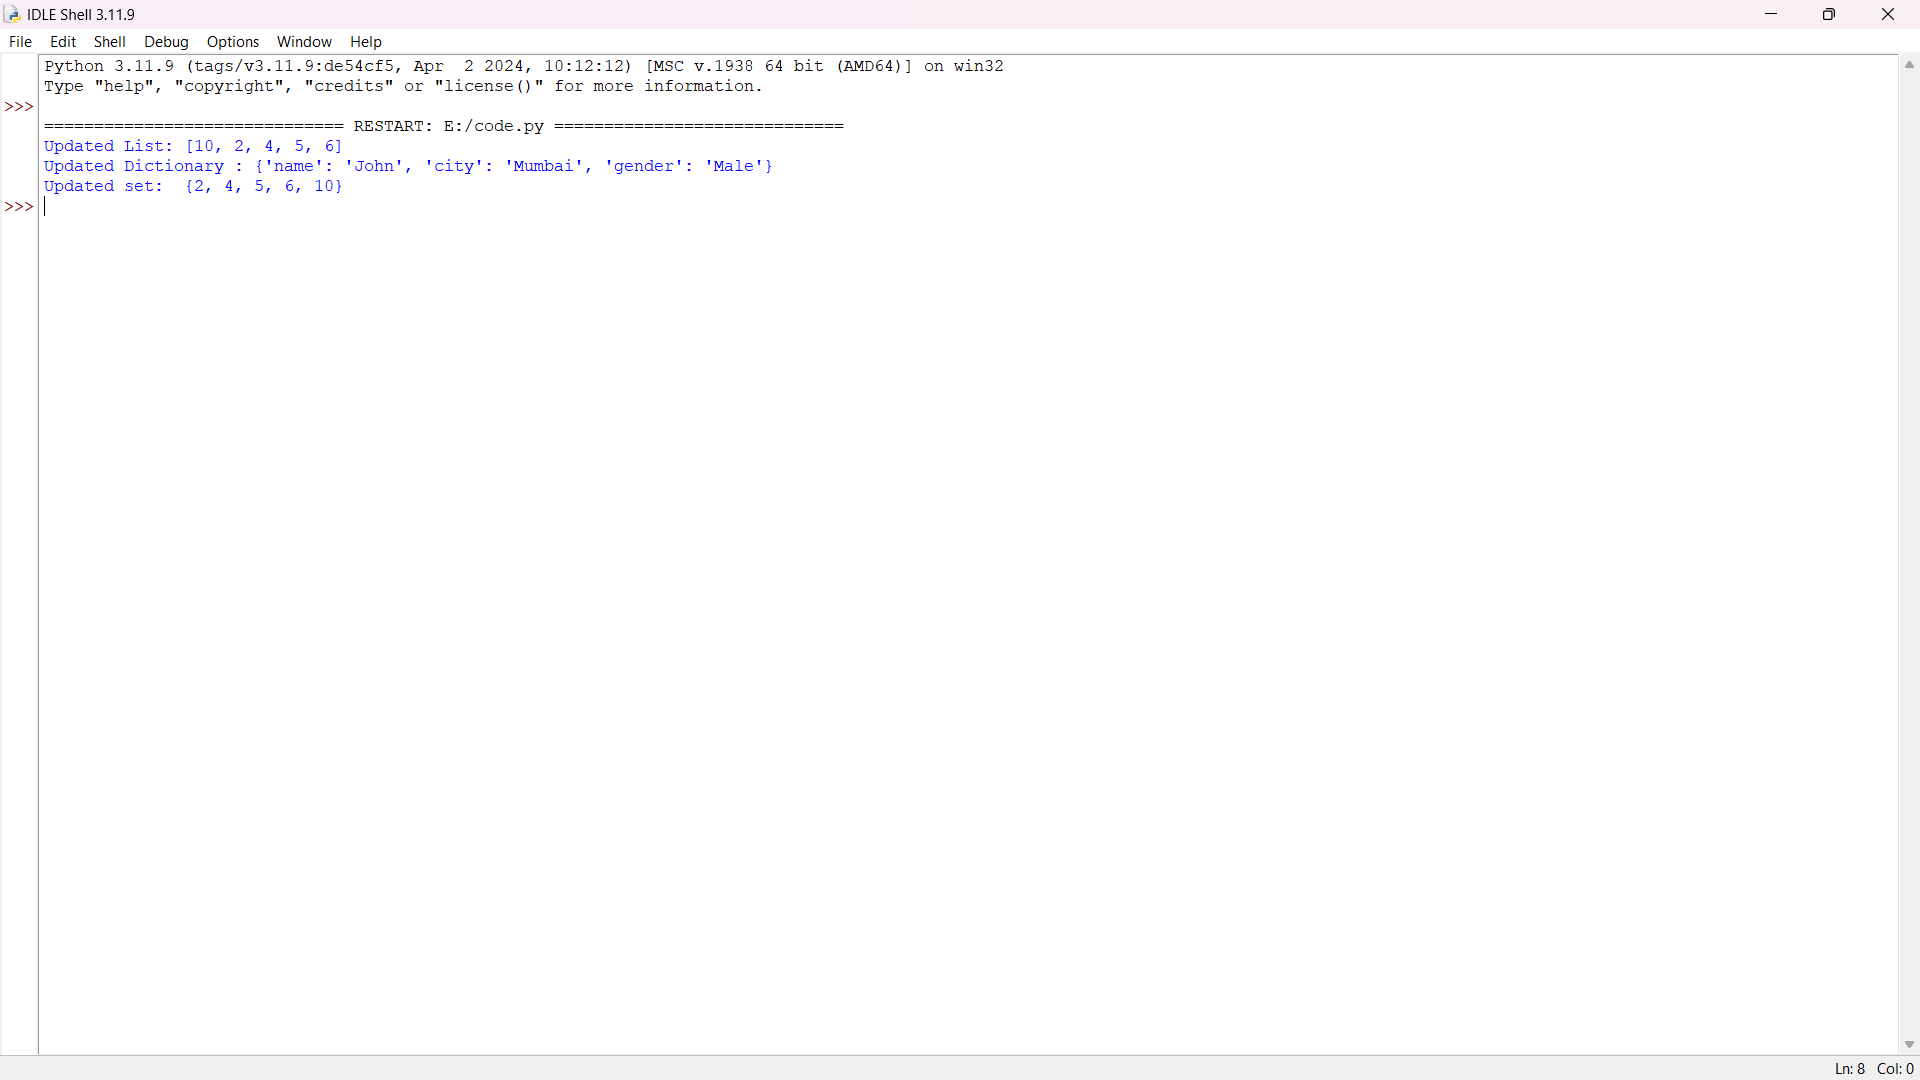 IDLE Shell 3.11.9
File Edit Shell Debug Options Window Help
Python 3.11.9 (tags/v3.11.9:de54cf5, Apr  2 2024, 10:12:12) [MSC v.1938 64 bit (AMD64)] on win32
Type "help", "copyright", "credits" or "license()" for more information.
>>>
============================== RESTART: E:/code.py =============================
Updated List: [10, 2, 4, 5, 6]
Updated Dictionary : {'name': 'John', 'city': 'Mumbai', 'gender': 'Male'}
Updated set:  {2, 4, 5, 6, 10}
>>>
Ln: 8 Col: 0